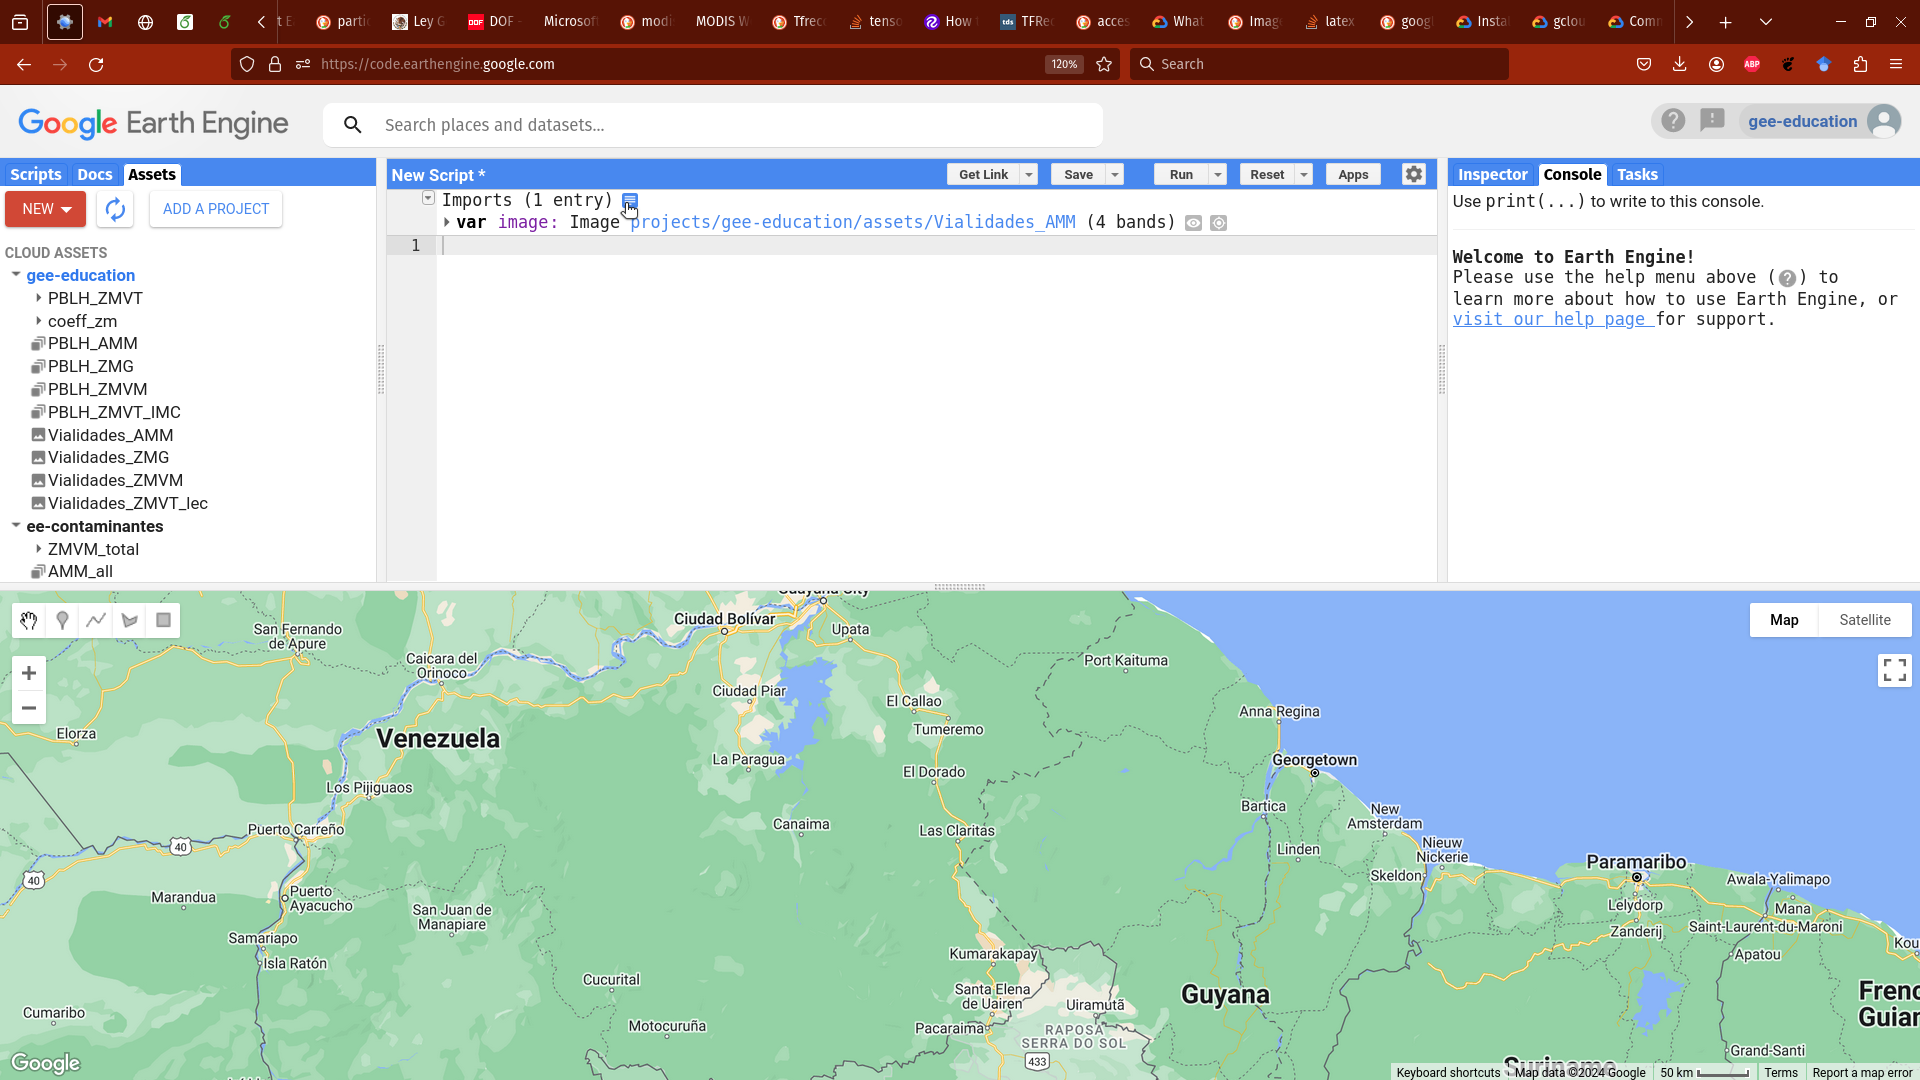 t E
partic
Ley G
DOF -
Microsof
modi
MODIS W
Tfrec
tenso
How
TFRec
acces
What
Imag
latex
googl
Instal
gclou
Comm
https://code.earthengine.google.com
120%
Search
ABP
Google Earth Engine
Search places and datasets...
gee-education
Scripts Docs Assets
New Script *
Get Link Save Run Reset Apps
Inspector Console Tasks
NEW
ADD A PROJECT
CLOUD ASSETS
gee-education
PBLH_ZMVT
coeff_zm
PBLH_AMM
PBLH_ZMG
PBLH_ZMVM
PBLH_ZMVT_IMC
Vialidades_AMM
Vialidades_ZMG
Vialidades_ZMVM
Vialidades_ZMVT_lec
ee-contaminantes
ZMVM_total
AMM_all
Imports (1 entry)
var image: Image projects/gee-education/assets/Vialidades_AMM (4 bands)
1
Use print(...) to write to this console.
Welcome to Earth Engine!
Please use the help menu above (?) to
learn more about how to use Earth Engine, or
visit our help page for support.
Map Satellite
Guayana City
Ciudad Bolívar
Upata
San Fernando
de Apure
Caicara del
Orinoco
Port Kaituma
Ciudad Piar
El Callao
Anna Regina
Elorza
Venezuela
Tumeremo
La Paragua
El Dorado
Georgetown
Los Pijiguaos
Bartica
New
Amsterdam
Puerto Carreño
Canaima
Las Claritas
40
Linden
Nieuw
Nickerie
Skeldon
Paramaribo
40
Awala-Yalimapo
Marandua
Puerto
Ayacucho
San Juan de
Manapiare
Lelydorp
Mana
Zanderij
Saint-Laurent-du-Maroni
Samariapo
Isla Ratón
Kumarakapay
Kou
Apatou
Cucurital
Santa Elena
de Uairen
Uiramutã
Guyana
Frenc
Guian
Cumaribo
Motocuruña
Pacaraima
RAPOSA
SERRA DO SOL
433
Grand-Santi
Suriname
Google
Keyboard shortcuts
Map data ©2024 Google
50 km
Terms
Report a map error